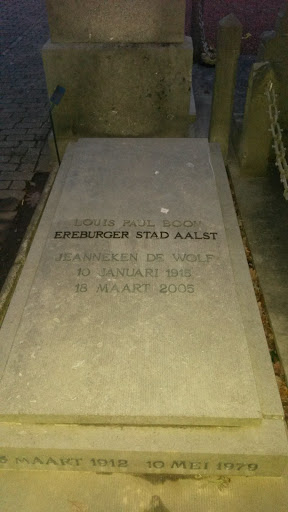 LOUIS PAUL BOON
EREBURGER STAD AALST
JEANNEKEN DE WOLF
10 JANUARI 1918
18 MAART 2005
MAART 1912 10 MEI 1979